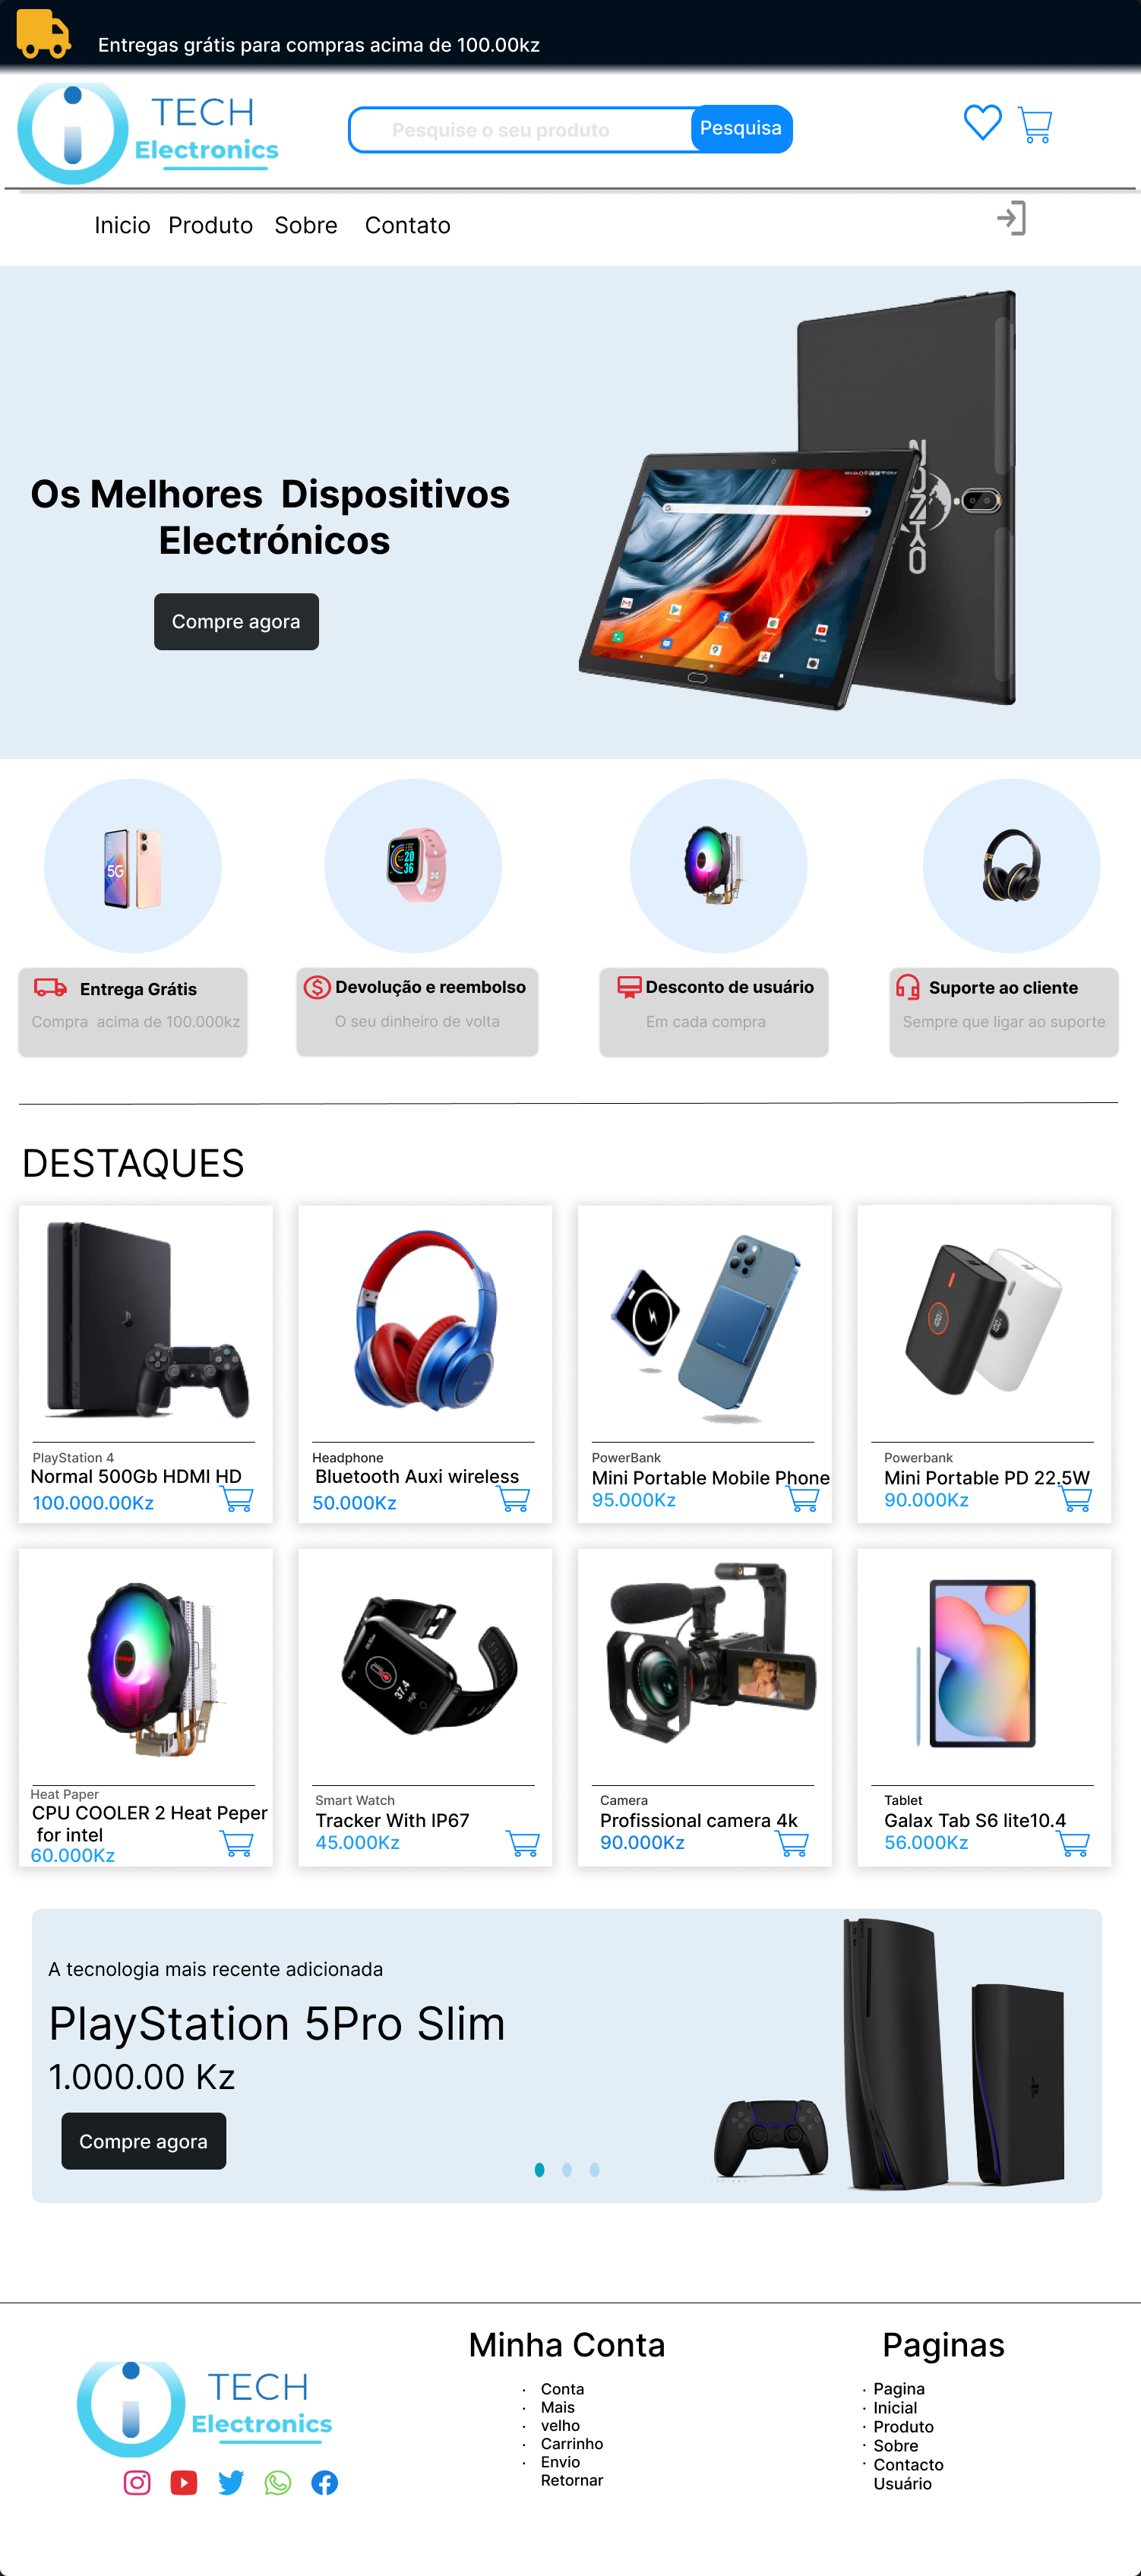 Entregas grátis para compras acima de 100.00kz
TECH
Electronics
Pesquise o seu produto
Pesquisa
Inicio Produto Sobre Contato
Os Melhores Dispositivos
Electrónicos
Compre agora
5G
20
36
Entrega Grátis
Compra acima de 100.000kz
Devolução e reembolso
O seu dinheiro de volta
Desconto de usuário
Em cada compra
Suporte ao cliente
Sempre que ligar ao suporte
DESTAQUES
PlayStation 4
Normal 500Gb HDMI HD
100.000.00Kz
Headphone
Bluetooth Auxi wireless
50.000Kz
PowerBank
Mini Portable Mobile Phone
95.000Kz
Powerbank
Mini Portable PD 22.5W
90.000Kz
Heat Paper
CPU COOLER 2 Heat Peper
for intel
60.000Kz
37.4
Smart Watch
Tracker With IP67
45.000Kz
Camera
Profissional camera 4k
90.000Kz
Tablet
Galax Tab S6 lite10.4
56.000Kz
A tecnologia mais recente adicionada
PlayStation 5Pro Slim
1.000.00 Kz
Compre agora
TECH
Electronics
Minha Conta
· Conta
· Mais
· velho
· Carrinho
· Envio
Retornar
Paginas
· Pagina
· Inicial
· Produto
· Sobre
· Contacto
Usuário